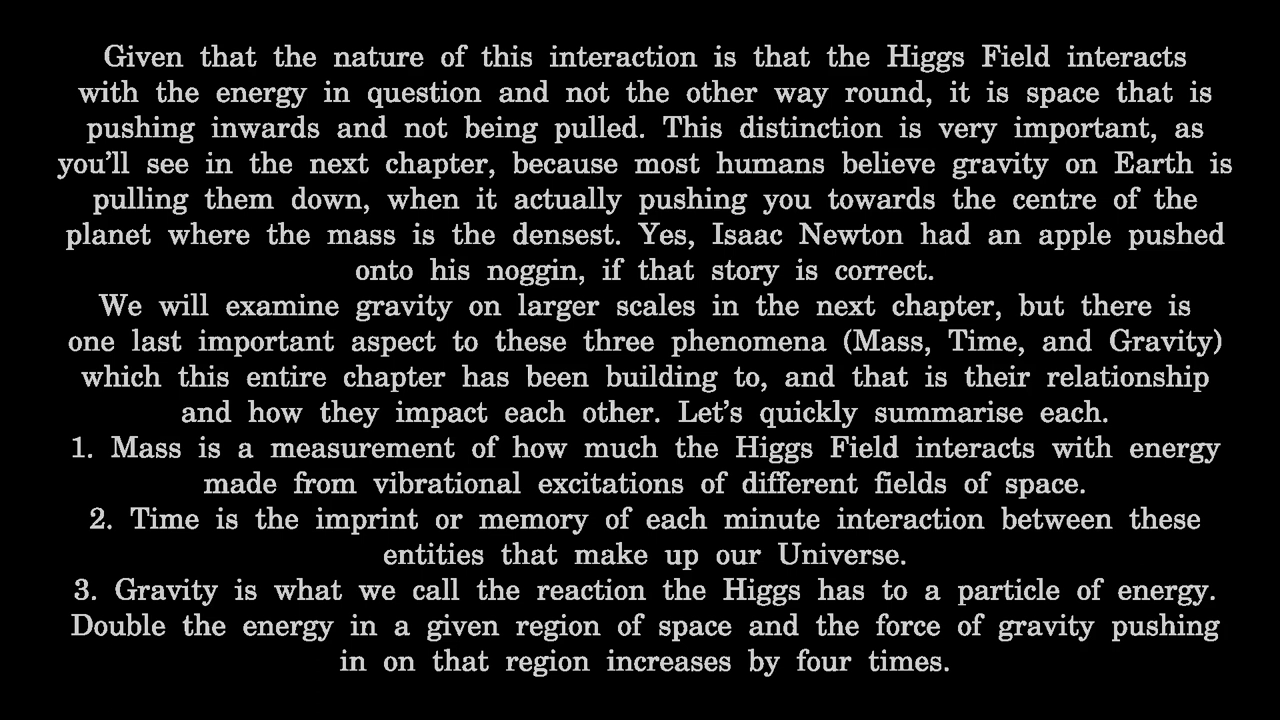 Given that the nature of this interaction is that the Higgs Field interacts
with the energy in question and not the other way round, it is space that is
pushing inwards and not being pulled. This distinction is very important, as
you'll see in the next chapter, because most humans believe gravity on Earth is
pulling them down, when it actually pushing you towards the centre of the
planet where the mass is the densest. Yes, Isaac Newton had an apple pushed
onto his noggin, if that story is correct.
We will examine gravity on larger scales in the next chapter, but there is
one last important aspect to these three phenomena (Mass, Time, and Gravity)
which this entire chapter has been building to, and that is their relationship
and how they impact each other. Let's quickly summarise each.
1. Mass is a measurement of how much the Higgs Field interacts with energy
made from vibrational excitations of different fields of space.
2. Time is the imprint or memory of each minute interaction between these
entities that make up our Universe.
3. Gravity is what we call the reaction the Higgs has to a particle of energy.
Double the energy in a given region of space and the force of gravity pushing
in on that region increases by four times.